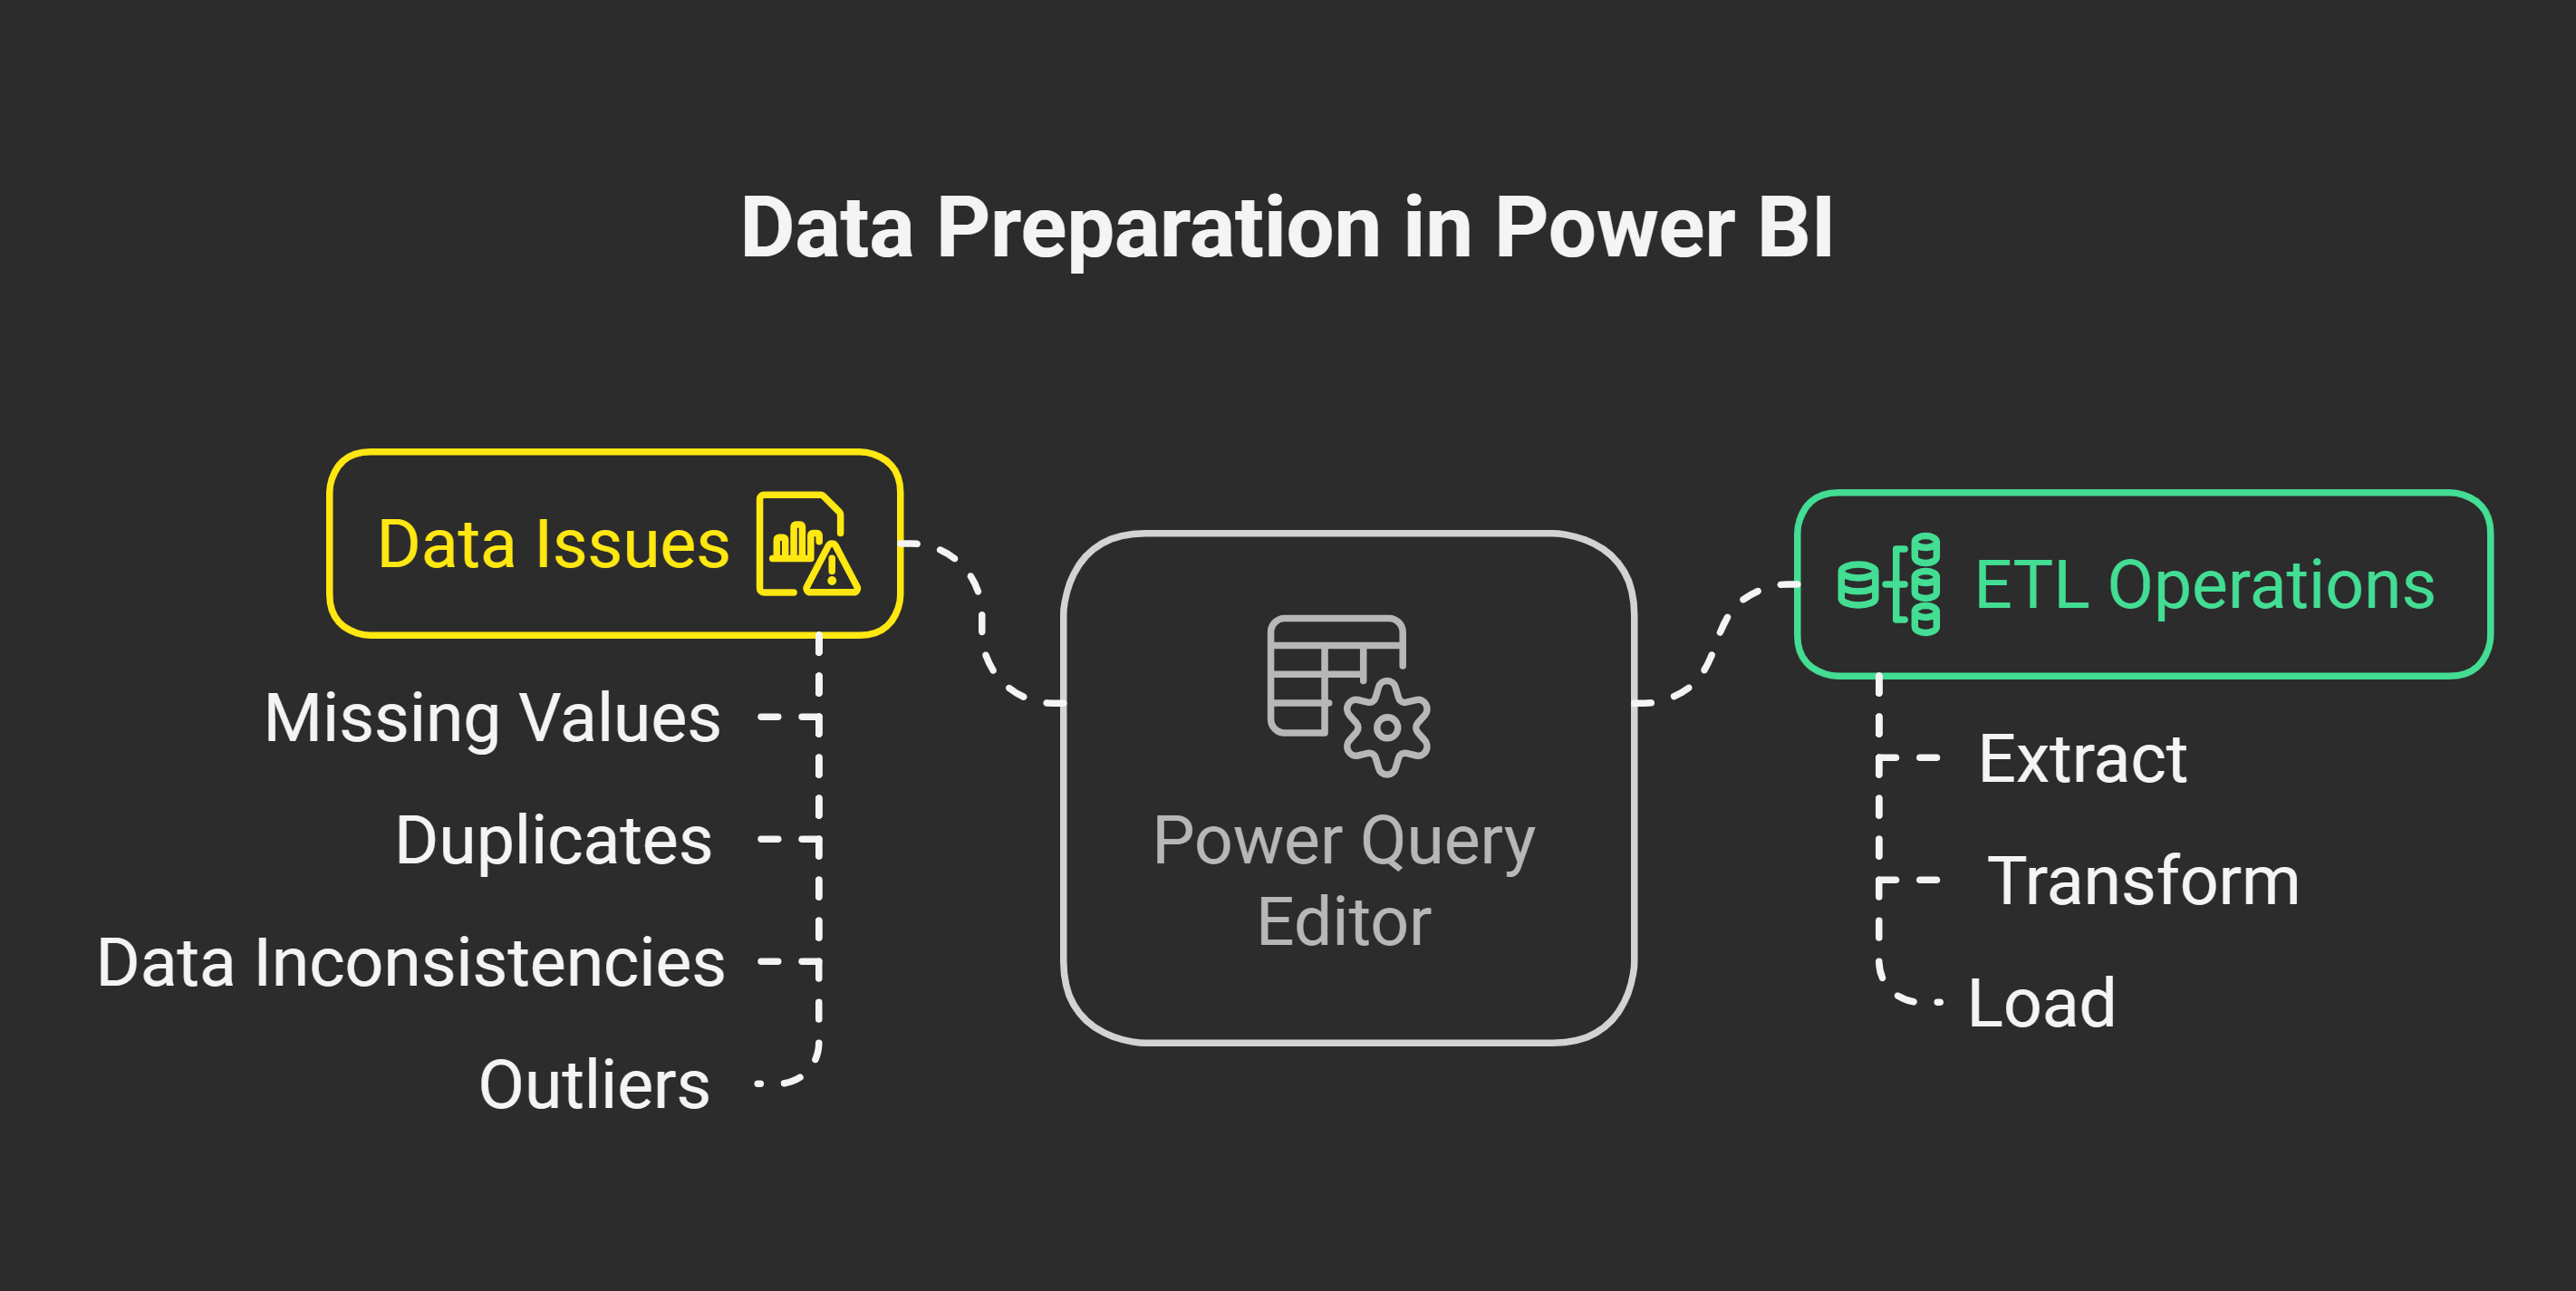 Data Preparation in Power BI
Data Issues
Missing Values
Duplicates
Data Inconsistencies
Outliers
Power Query
Editor
ETL Operations
Extract
Transform
Load